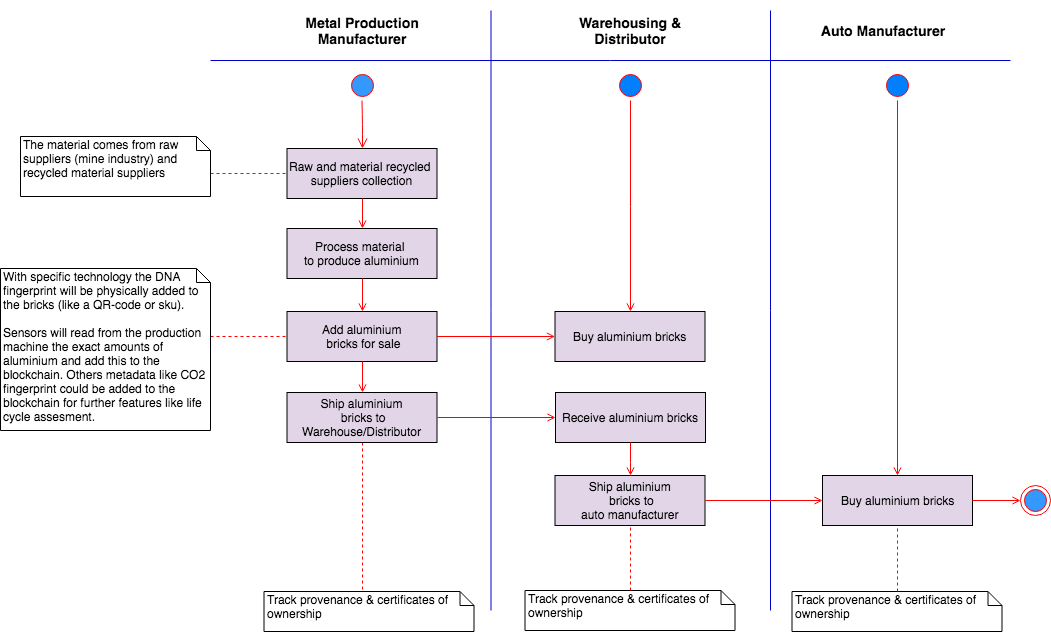 Metal Production
Manufacturer
Warehousing &
Distributor
Auto Manufacturer
The material comes from raw
suppliers (mine industry) and
recycled material suppliers
Raw and material recycled
suppliers collection
Process material
to produce aluminium
With specific technology the DNA
fingerprint will be physically added to
the bricks (like a QR-code or sku).
Sensors will read from the production
machine the exact amounts of
aluminium and add this to the
blockchain. Others metadata like CO2
fingerprint could be added to the
blockchain for further features like life
cycle assesment.
Add aluminium
bricks for sale
Buy aluminium bricks
Ship aluminium
bricks to
Warehouse/Distributor
Receive aluminium bricks
Ship aluminium
bricks to
auto manufacturer
Buy aluminium bricks
Track provenance & certificates of
ownership
Track provenance & certificates of
ownership
Track provenance & certificates of
ownership